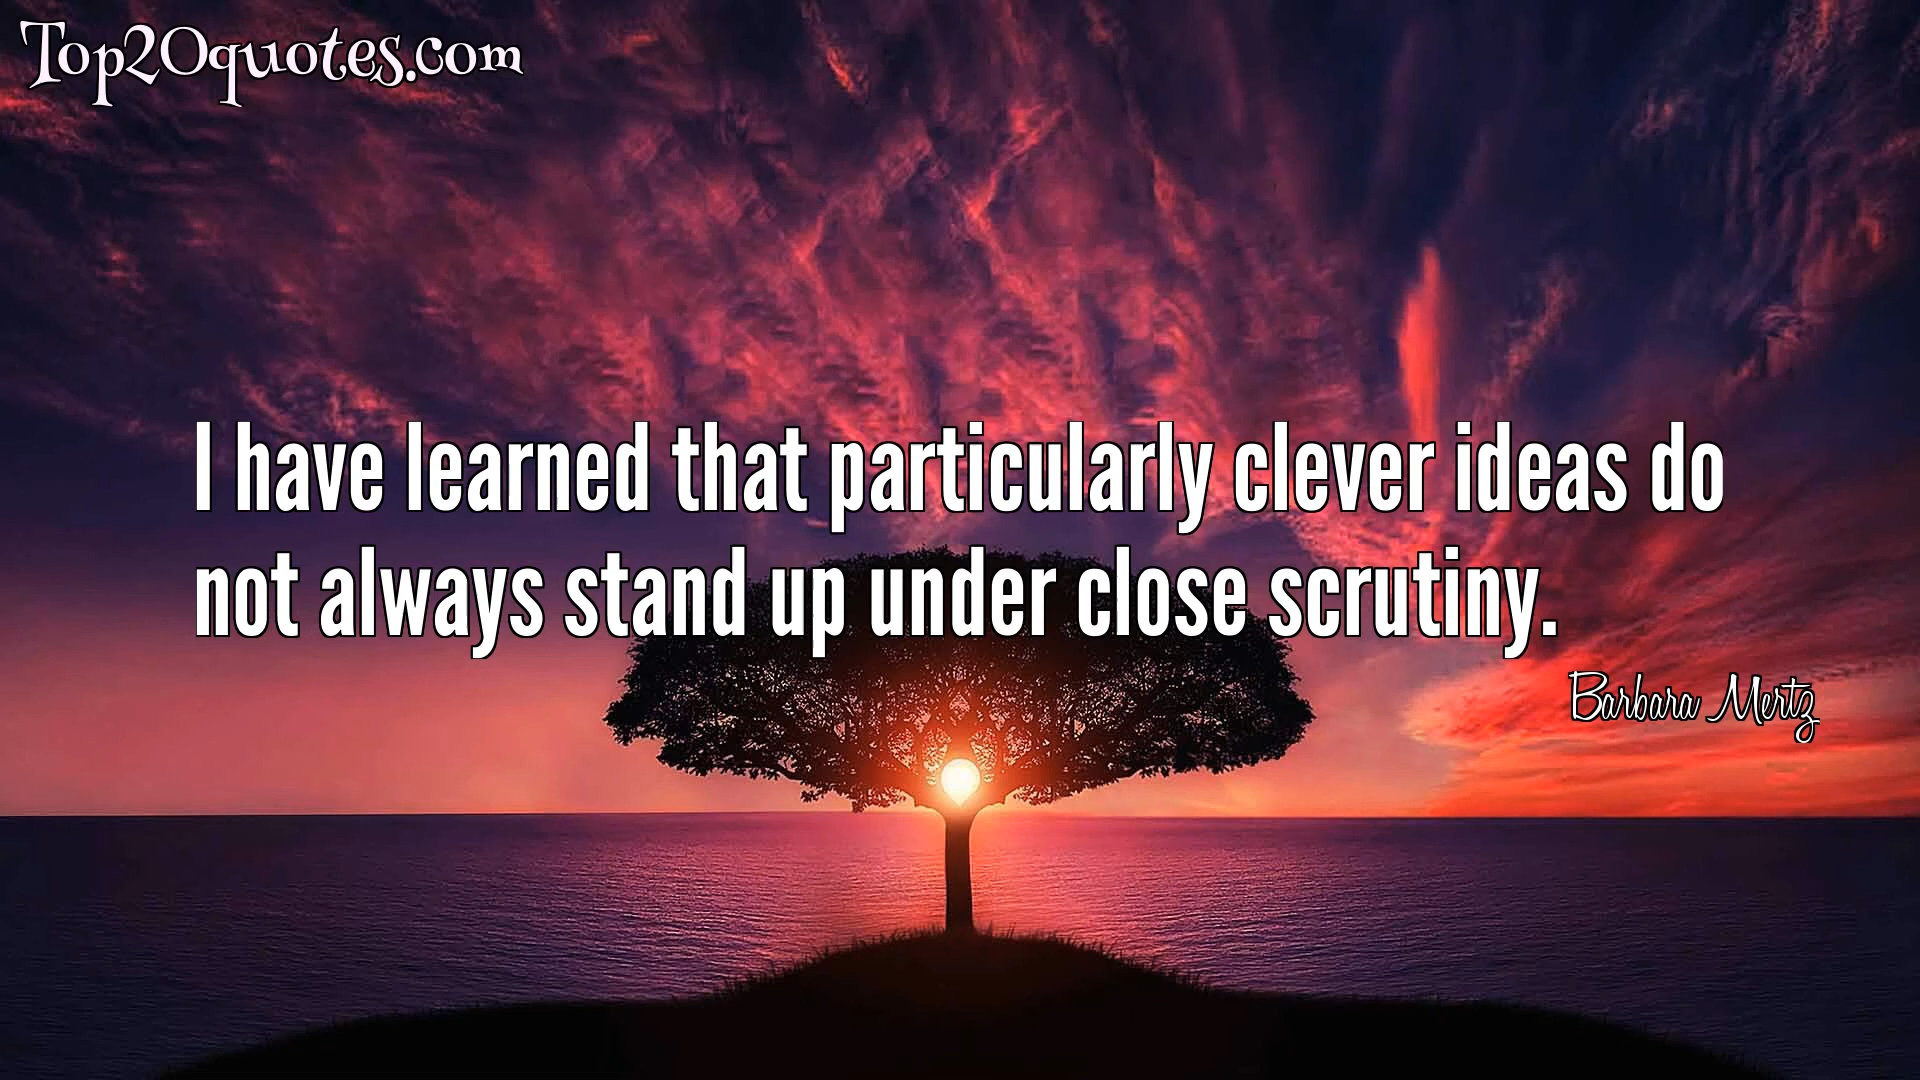 Top20quotes.com
I have learned that particularly clever ideas do
not always stand up under close scrutiny.
Barbara Mertz